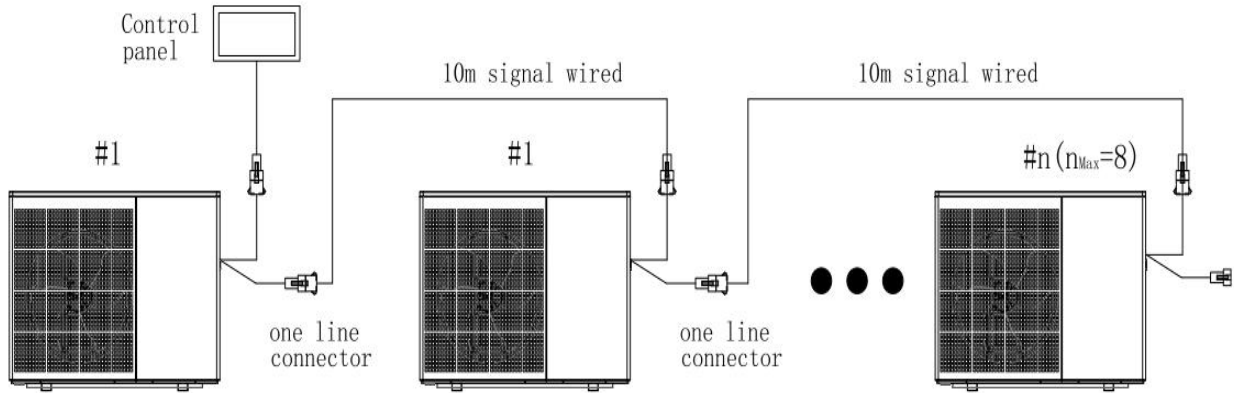 Control
panel
10m signal wired
10m signal wired
#1
#1
#n(nMax=8)
one line
connector
one line
connector